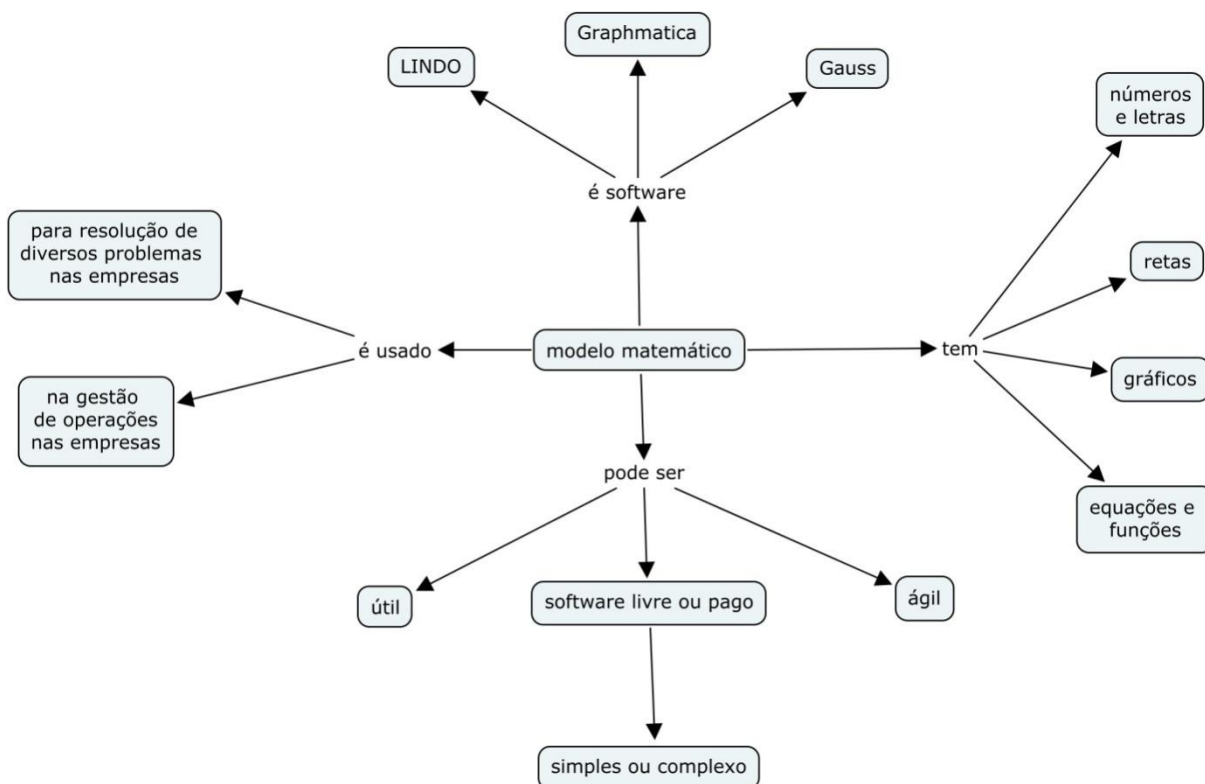 Graphmatica
LINDO
Gauss
números
e letras
é software
para resolução de
diversos problemas
nas empresas
retas
é usado
modelo matemático
tem
gráficos
na gestão
de operações
nas empresas
pode ser
equações e
funções
útil
software livre ou pago
ágil
simples ou complexo